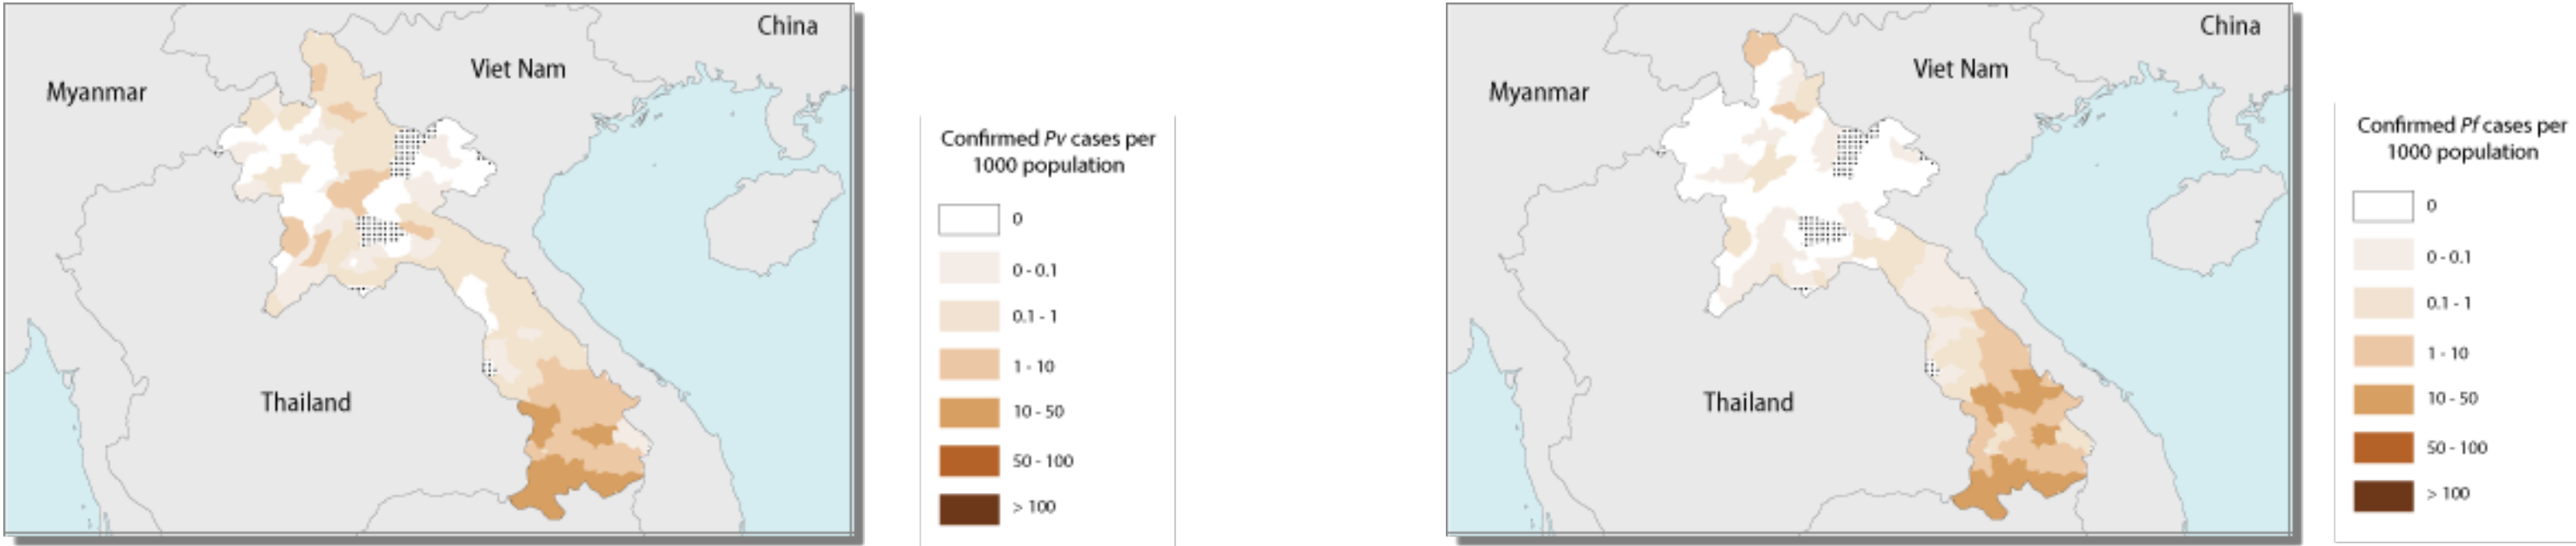 China
Viet Nam
Myanmar
Thailand
Confirmed Pv cases per
1000 population
0
0 - 0.1
0.1 - 1
1 - 10
10 - 50
50 - 100
> 100
China
Viet Nam
Myanmar
Thailand
Confirmed Pf cases per
1000 population
0
0 - 0.1
0.1 - 1
1 - 10
10 - 50
50 - 100
> 100